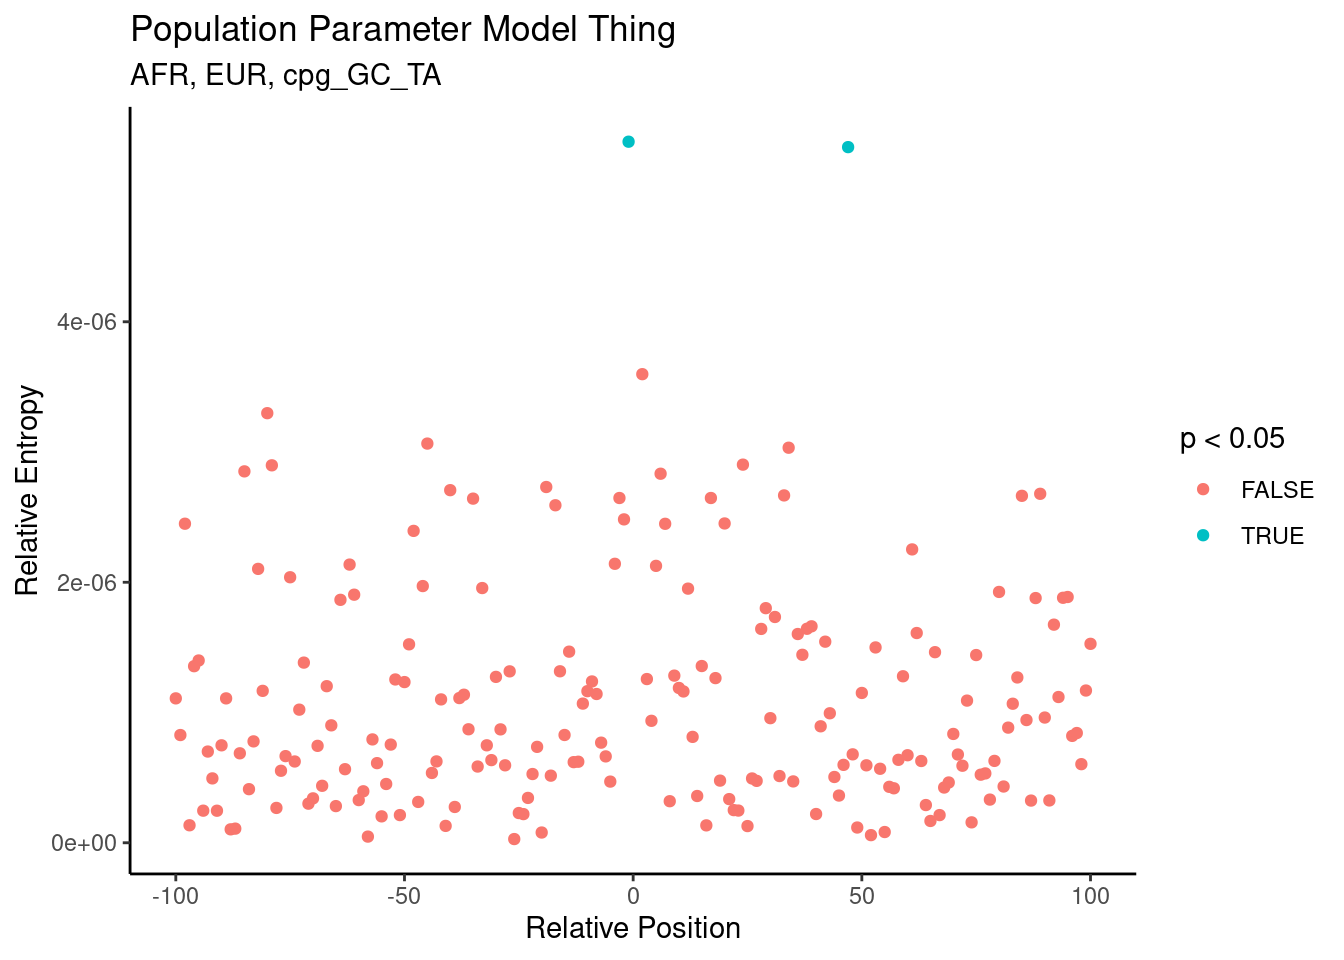 Population Parameter Model Thing
AFR, EUR, cpg_GC_TA
4e-06
2e-06
0e+00
Relative Entropy
-100
-50
0
50
100
Relative Position
p < 0.05
FALSE
TRUE